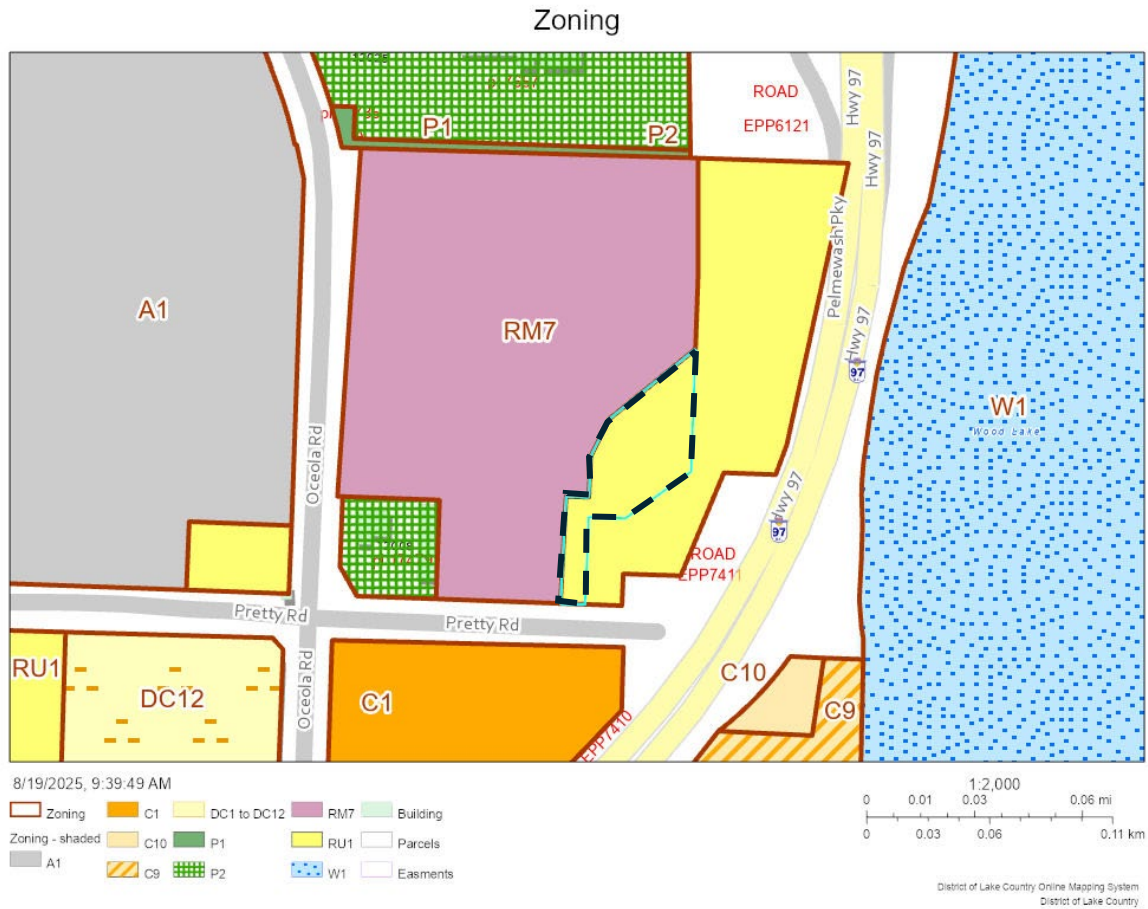 Zoning
ROAD
EPP6121
Hwy 97
Hwy 97
P1
P2
Pelmewash Pky
A1
RM7
Hwy 97
97
W1
Wood Lake
Oceola Rd
Hwy 97
97
ROAD
EPP7411
Pretty Rd
Pretty Rd
RU1
DC12
Oceola Rd
C1
C10
C9
EPP7410
8/19/2025, 9:39:49 AM
1:2,000
0 0.01 0.03 0.06 mi
0 0.03 0.06 0.11 km
Zoning
Zoning - shaded
A1
C1
C10
C9
DC1 to DC12
P1
P2
RM7
RU1
W1
Building
Parcels
Easments
District of Lake Country Online Mapping System
District of Lake Country